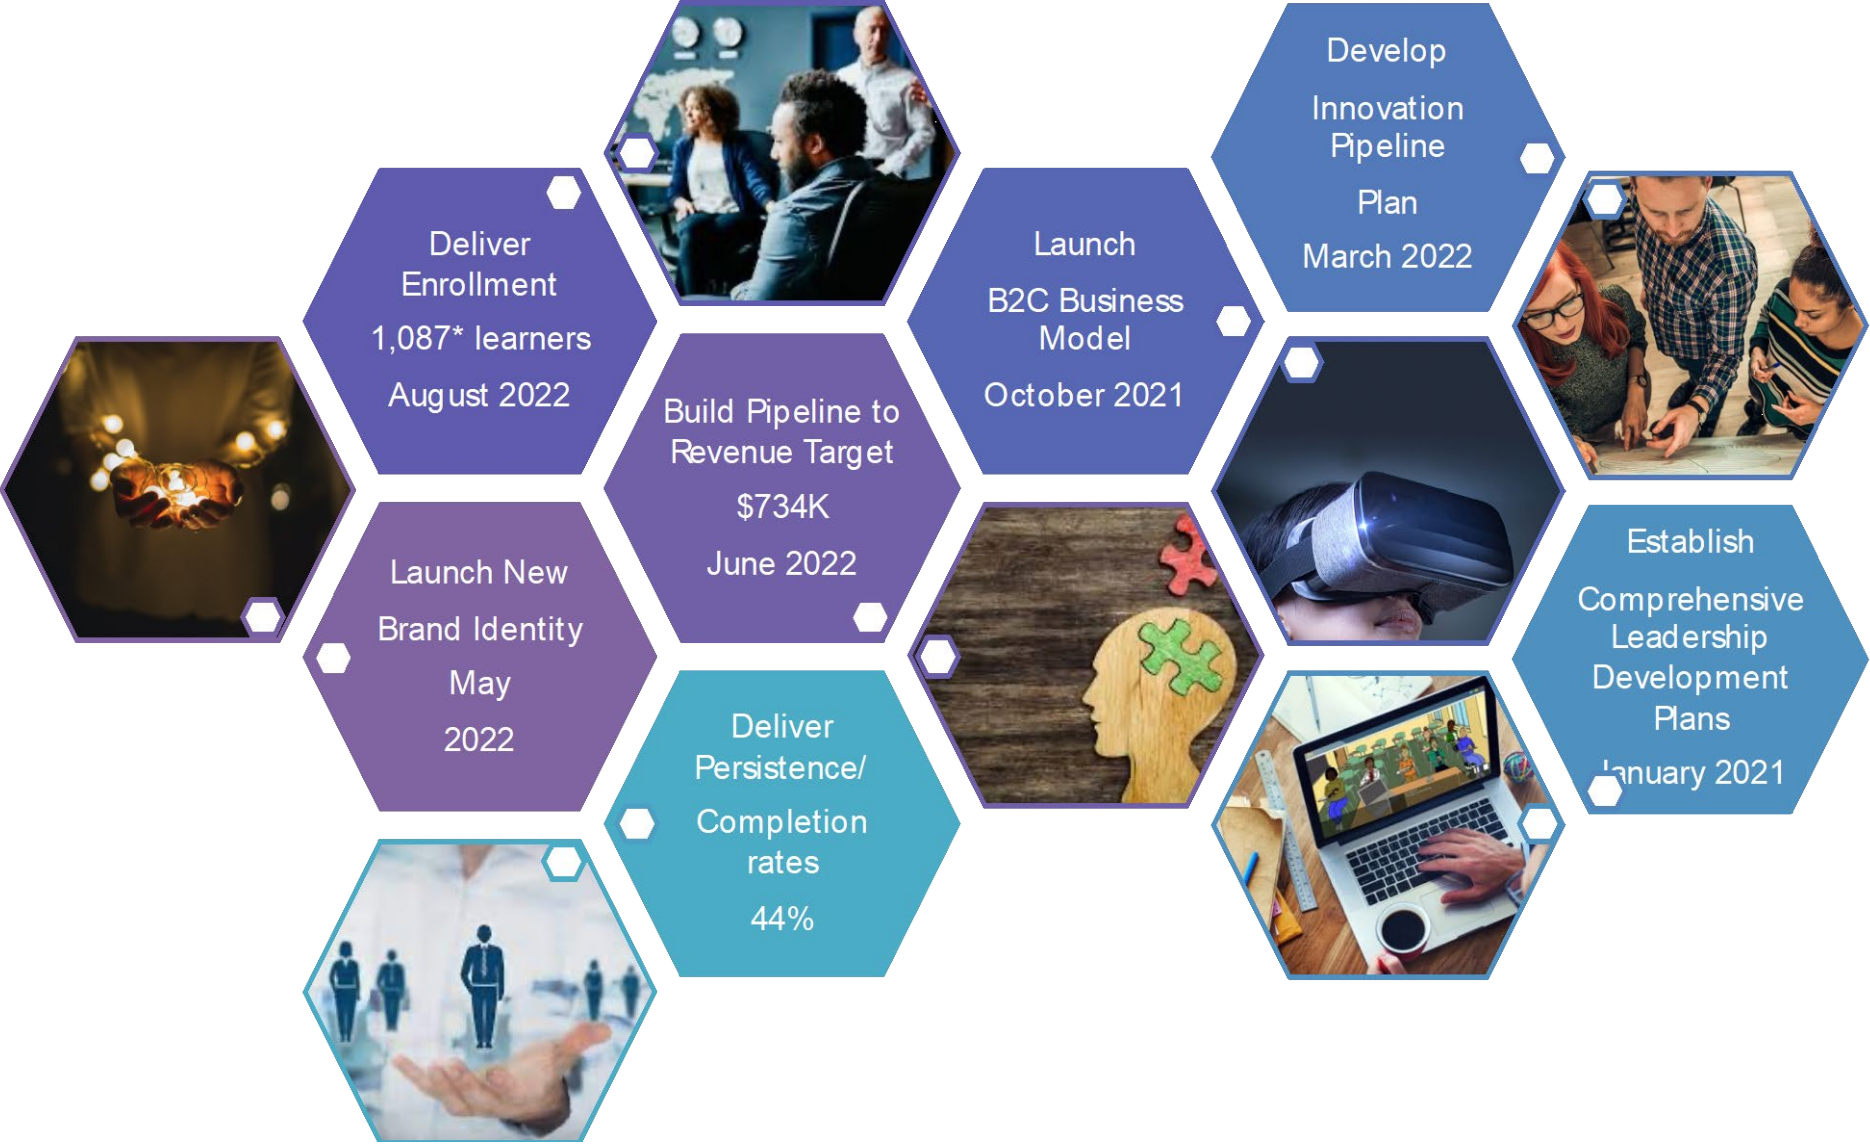 Deliver
Enrollment
1,087* learners
August 2022
Launch New
Brand Identity
May
2022
Build Pipeline to
Revenue Target
$734K
June 2022
Deliver
Persistence/
Completion
rates
44%
Launch
B2C Business
Model
October 2021
Develop
Innovation
Pipeline
Plan
March 2022
Establish
Comprehensive
Leadership
Development
Plans
January 2021